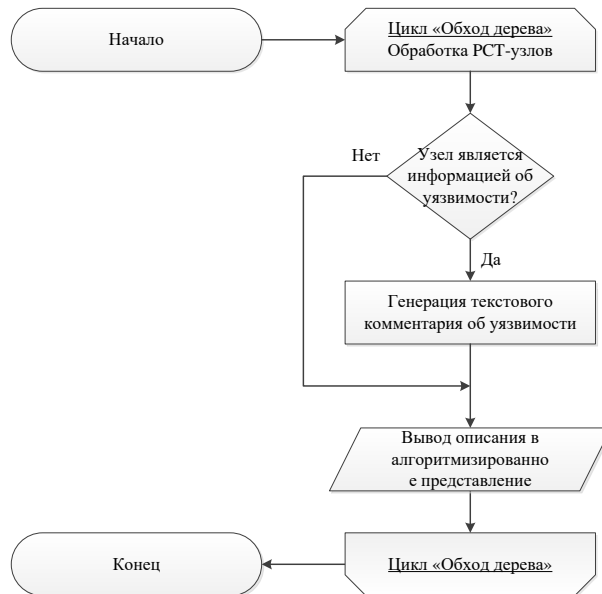 Начало
Цикл «Обход дерева»
Обработка РСТ-узлов
Нет
Узел является
информацией об
уязвимости?
Да
Генерация текстового
комментария об уязвимости
Вывод описания в
алгоритмизированно
е представление
Конец
Цикл «Обход дерева»